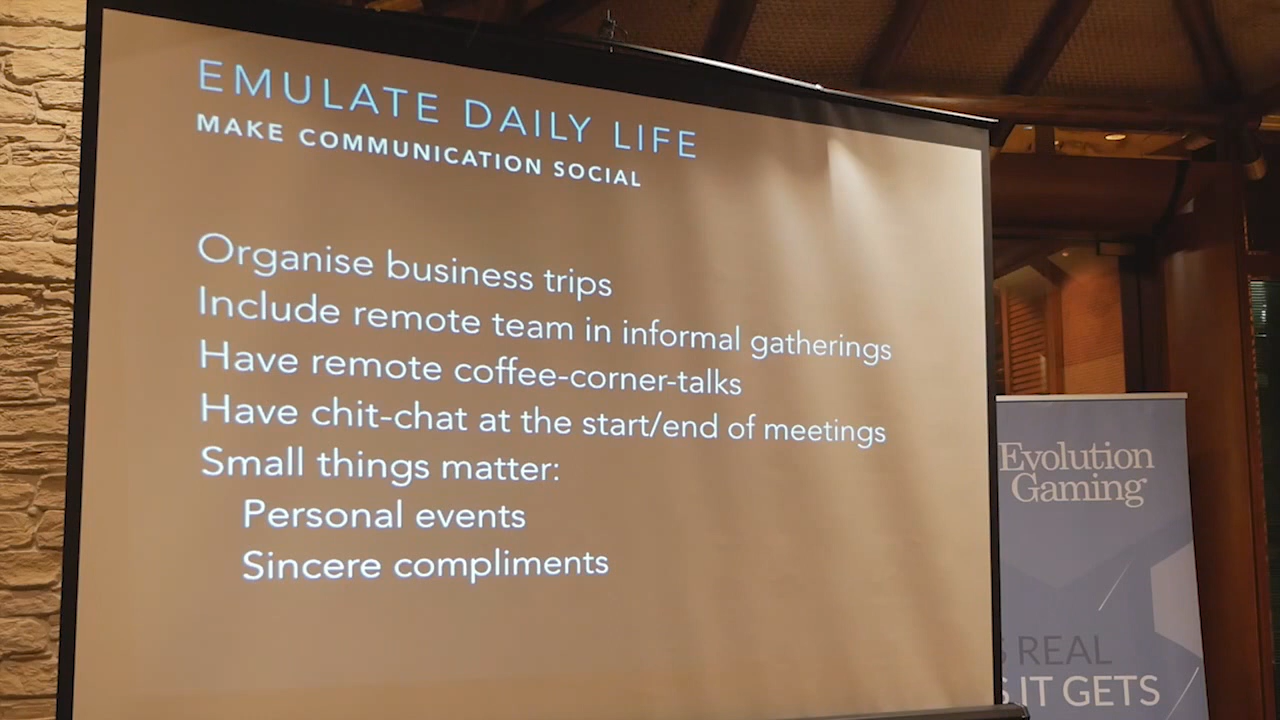 EMULATE DAILY LIFE
MAKE COMMUNICATION SOCIAL
Organise business trips
Include remote team in informal gatherings
Have remote coffee-corner-talks
Have chit-chat at the start/end of meetings
Small things matter:
Personal events
Sincere compliments
Evolution
Gaming
REAL
IT GETS